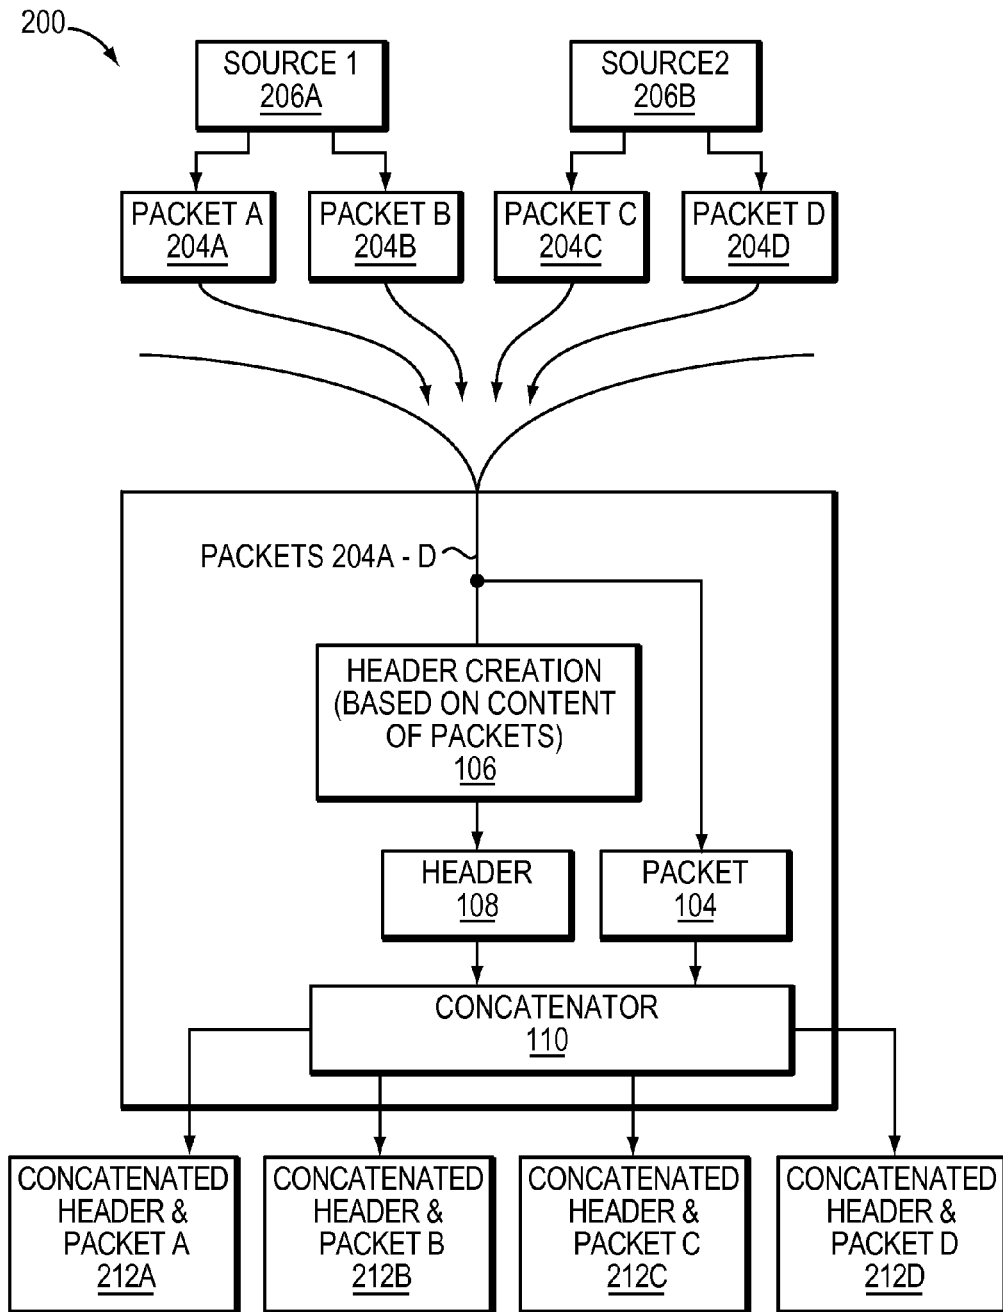 200
SOURCE 1
206A
SOURCE2
206B
PACKET A
204A
PACKET B
204B
PACKET C
204C
PACKET D
204D
PACKETS 204A - D
HEADER CREATION
(BASED ON CONTENT
OF PACKETS)
106
HEADER
108
PACKET
104
CONCATENATOR
110
CONCATENATED
HEADER &
PACKET A
212A
CONCATENATED
HEADER &
PACKET B
212B
CONCATENATED
HEADER &
PACKET C
212C
CONCATENATED
HEADER &
PACKET D
212D